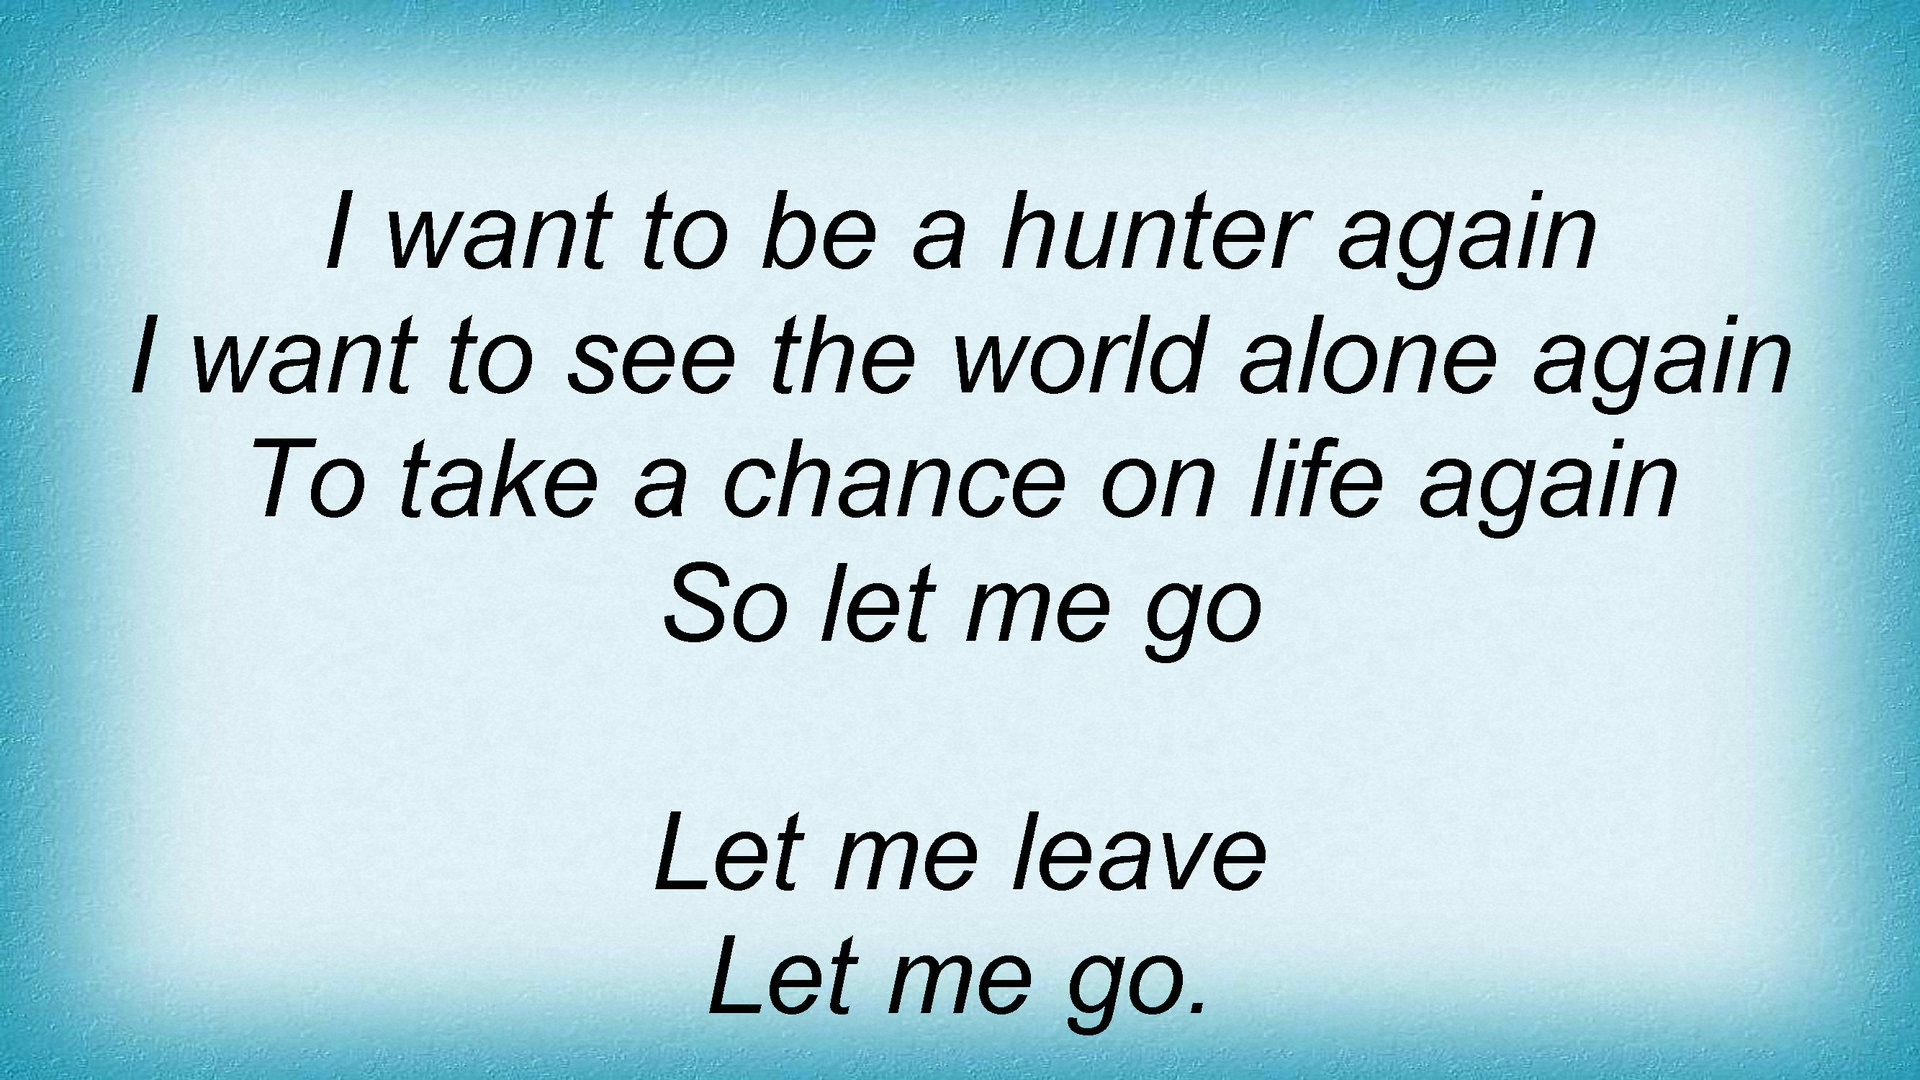 I want to be a hunter again
I want to see the world alone again
To take a chance on life again
So let me go
Let me leave
Let me go.